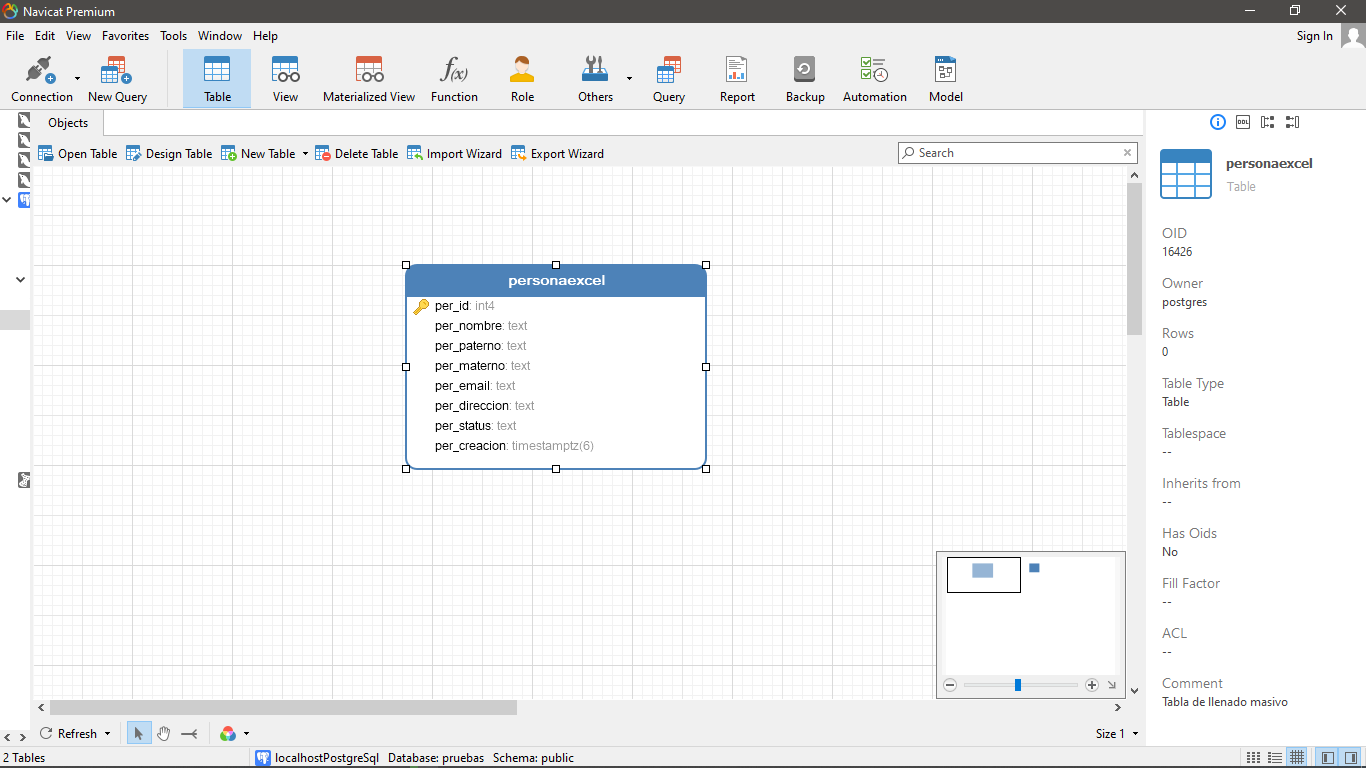 Navicat Premium
File Edit View Favorites Tools Window Help
Sign In
Connection New Query Table View Materialized View Function Role Others Query Report Backup Automation Model
f(x)
Objects
DDL
Open Table Design Table New Table Delete Table Import Wizard Export Wizard
Search
personaexcel
Table
personaexcel
per_id: int4
per_nombre: text
per_paterno: text
per_materno: text
per_email: text
per_direccion: text
per_status: text
per_creacion: timestamptz(6)
OID
16426
Owner
postgres
Rows
0
Table Type
Table
Tablespace
--
Inherits from
--
Has Oids
No
Fill Factor
--
ACL
--
Comment
Tabla de llenado masivo
Refresh
Size 1
2 Tables
localhostPostgreSql Database: pruebas Schema: public